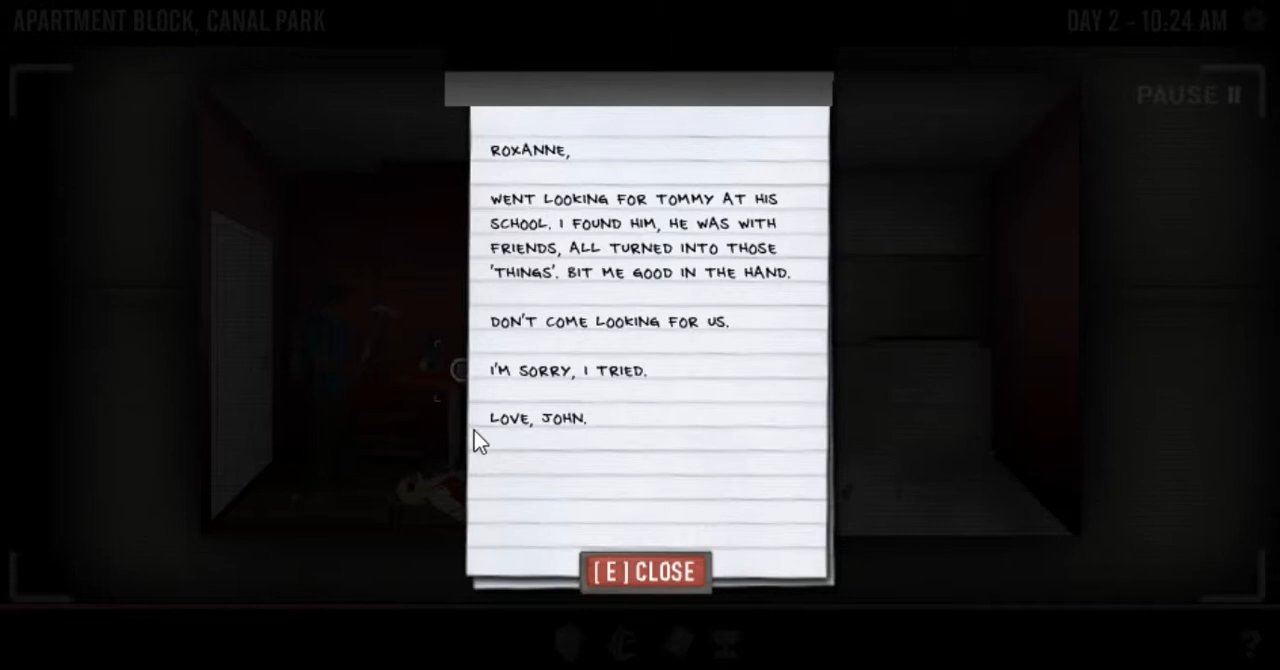 APARTMENT BLOCK, CANAL PARK
DAY 2 - 10:24 AM
PAUSE II
ROXANNE,
WENT LOOKING FOR TOMMY AT HIS
SCHOOL. I FOUND HIM, HE WAS WITH
FRIENDS, ALL TURNED INTO THOSE
'THINGS'. BIT ME GOOD IN THE HAND.
DON'T COME LOOKING FOR US.
I'M SORRY, I TRIED.
LOVE, JOHN.
[ E ] CLOSE
?